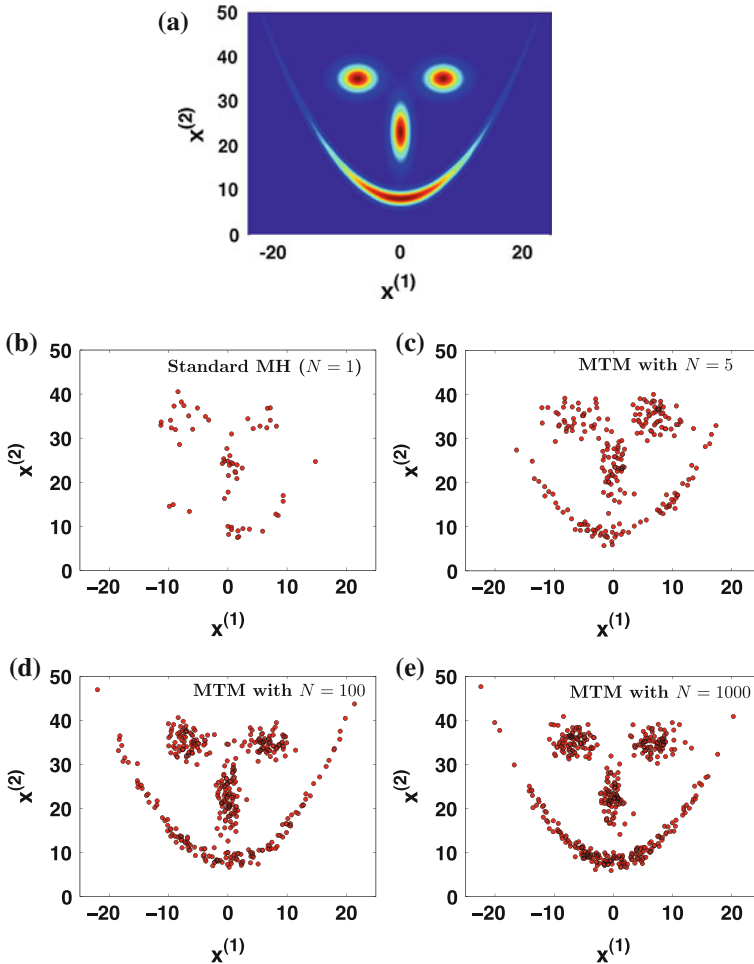 (a)
50
40
30
20
10
0
x^(2)
-20 0 20
x^(1)
(b)
Standard MH (N = 1)
50
40
30
20
10
0
x^(2)
−20 −10 0 10 20
x^(1)
(c)
MTM with N = 5
50
40
30
20
10
0
x^(2)
−20 −10 0 10 20
x^(1)
(d)
MTM with N = 100
50
40
30
20
10
0
x^(2)
−20 −10 0 10 20
x^(1)
(e)
MTM with N = 1000
50
40
30
20
10
0
x^(2)
−20 −10 0 10 20
x^(1)